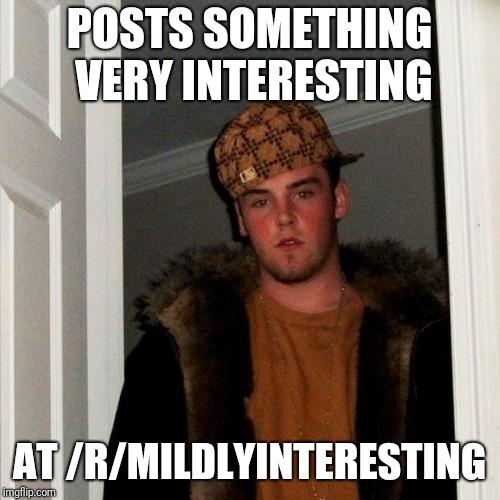 POSTS SOMETHING
VERY INTERESTING
AT /R/MILDLYINTERESTING
imgflip.com